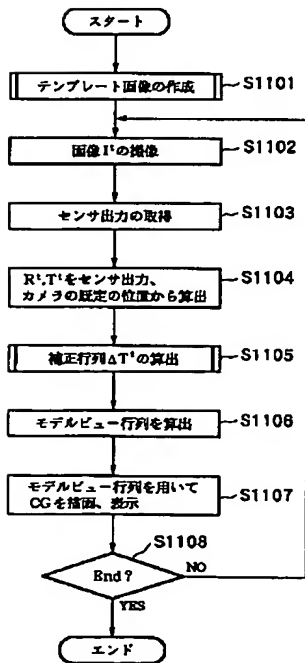 スタート
テンプレート画像の作成
S1101
画像Iᵗの撮像
S1102
センサ出力の取得
S1103
Rᵗ,Tᵗをセンサ出力、
カメラの既定の位置から算出
S1104
補正行列ΔTᵗの算出
S1105
モデルビュー行列を算出
S1106
モデルビュー行列を用いて
CGを描画、表示
S1107
S1108
End?
NO
YES
エンド